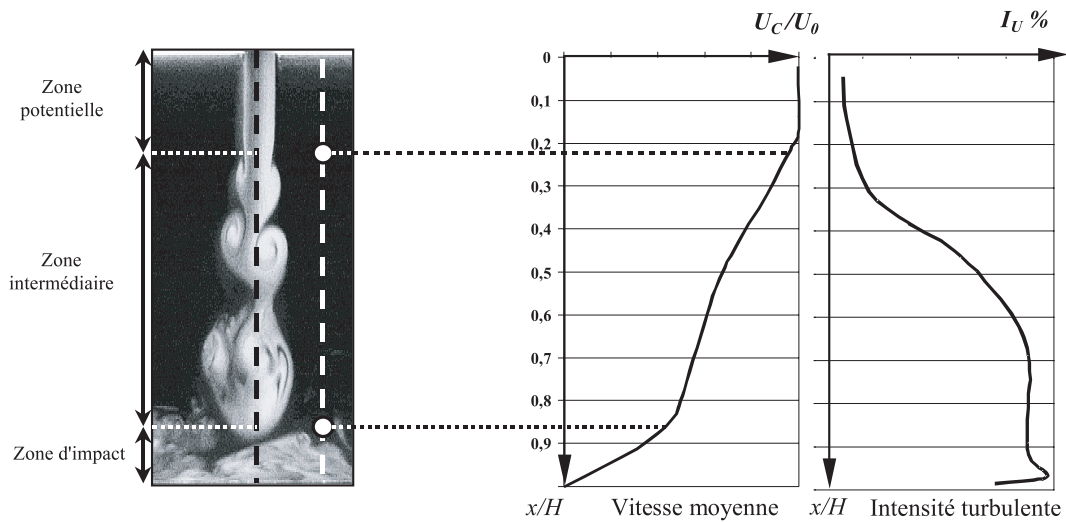 Zone
potentielle
Zone
intermédiaire
Zone d'impact
U_C/U_0
0
0,1
0,2
0,3
0,4
0,5
0,6
0,7
0,8
0,9
x/H
Vitesse moyenne
I_U %
x/H
Intensité turbulente